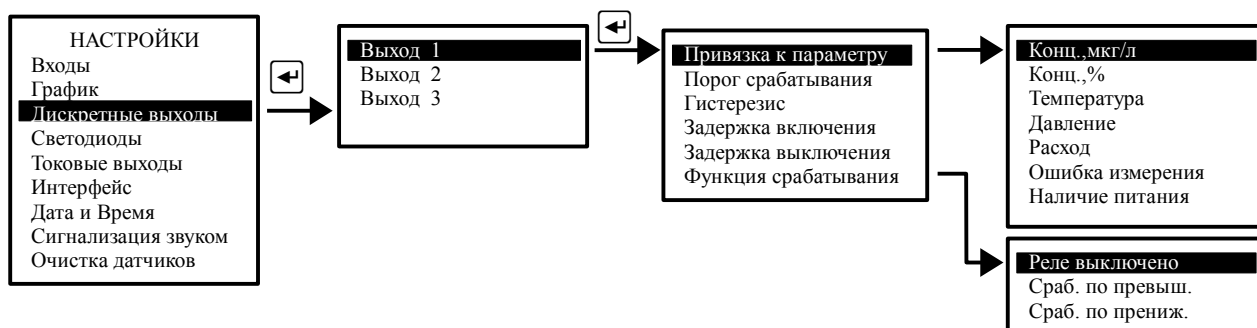 НАСТРОЙКИ
Входы
График
Дискретные выходы
Светодиоды
Токовые выходы
Интерфейс
Дата и Время
Сигнализация звуком
Очистка датчиков
Выход 1
Выход 2
Выход 3
Привязка к параметру
Порог срабатывания
Гистерезис
Задержка включения
Задержка выключения
Функция срабатывания
Конц.,мкг/л
Конц.,%
Температура
Давление
Расход
Ошибка измерения
Наличие питания
Реле выключено
Сраб. по превыш.
Сраб. по прениж.